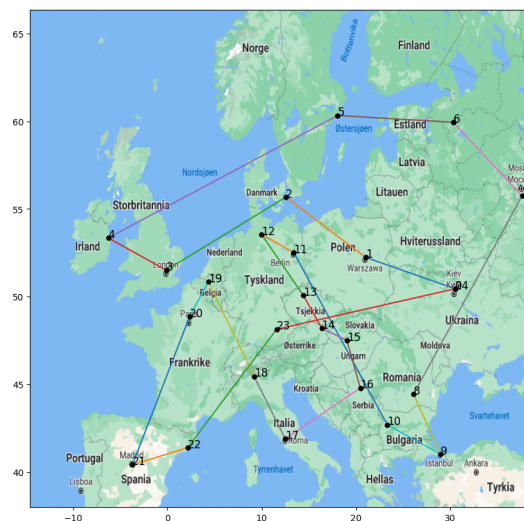 Norge
Finland
Bottenvika
65
5
6
60
Estland
Østersjøen
Latvia
Nordsjøen
Danmark
2
Litauen
Storbritannia
55
4
12
Irland
3
London
Nederland
11
Berlin
Polen
1
Warszawa
Hviterussland
19
Tyskland
13
Kiev
50
20
Belgia
23
Tsjekkia
14
Slovakia
Ukraina
Østerrike
15
Ungarn
Moldova
Frankrike
18
16
Romania
8
45
Kroatia
Serbia
Italia
17
Roma
10
Bulgaria
Svartehavet
9
Istanbul
Madrid
21
22
40
Portugal
Lisboa
Spania
Tyrrenhavet
Hellas
Ankara
Tyrkia
−10
0
10
20
30